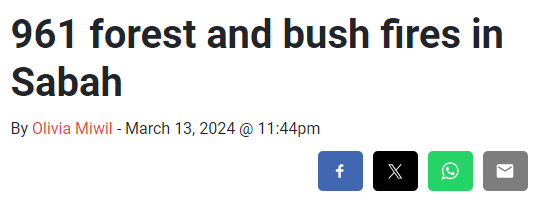 961 forest and bush fires in
Sabah
By Olivia Miwil - March 13, 2024 @ 11:44pm